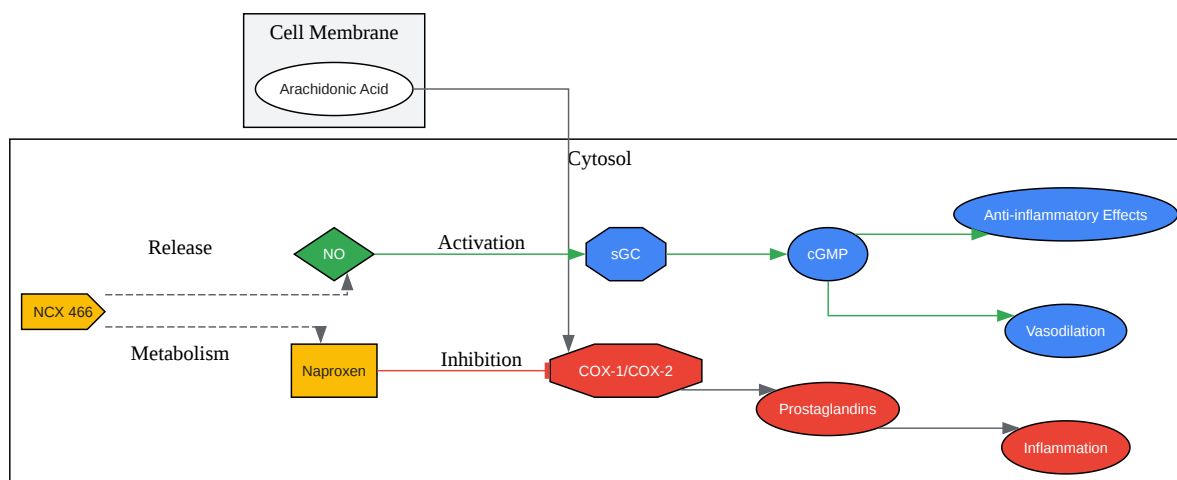 Cell Membrane
Arachidonic Acid
Cytosol
Release
NO
Activation
sGC
cGMP
Anti-inflammatory Effects
NCX 466
Vasodilation
Metabolism
Naproxen
Inhibition
COX-1/COX-2
Prostaglandins
Inflammation